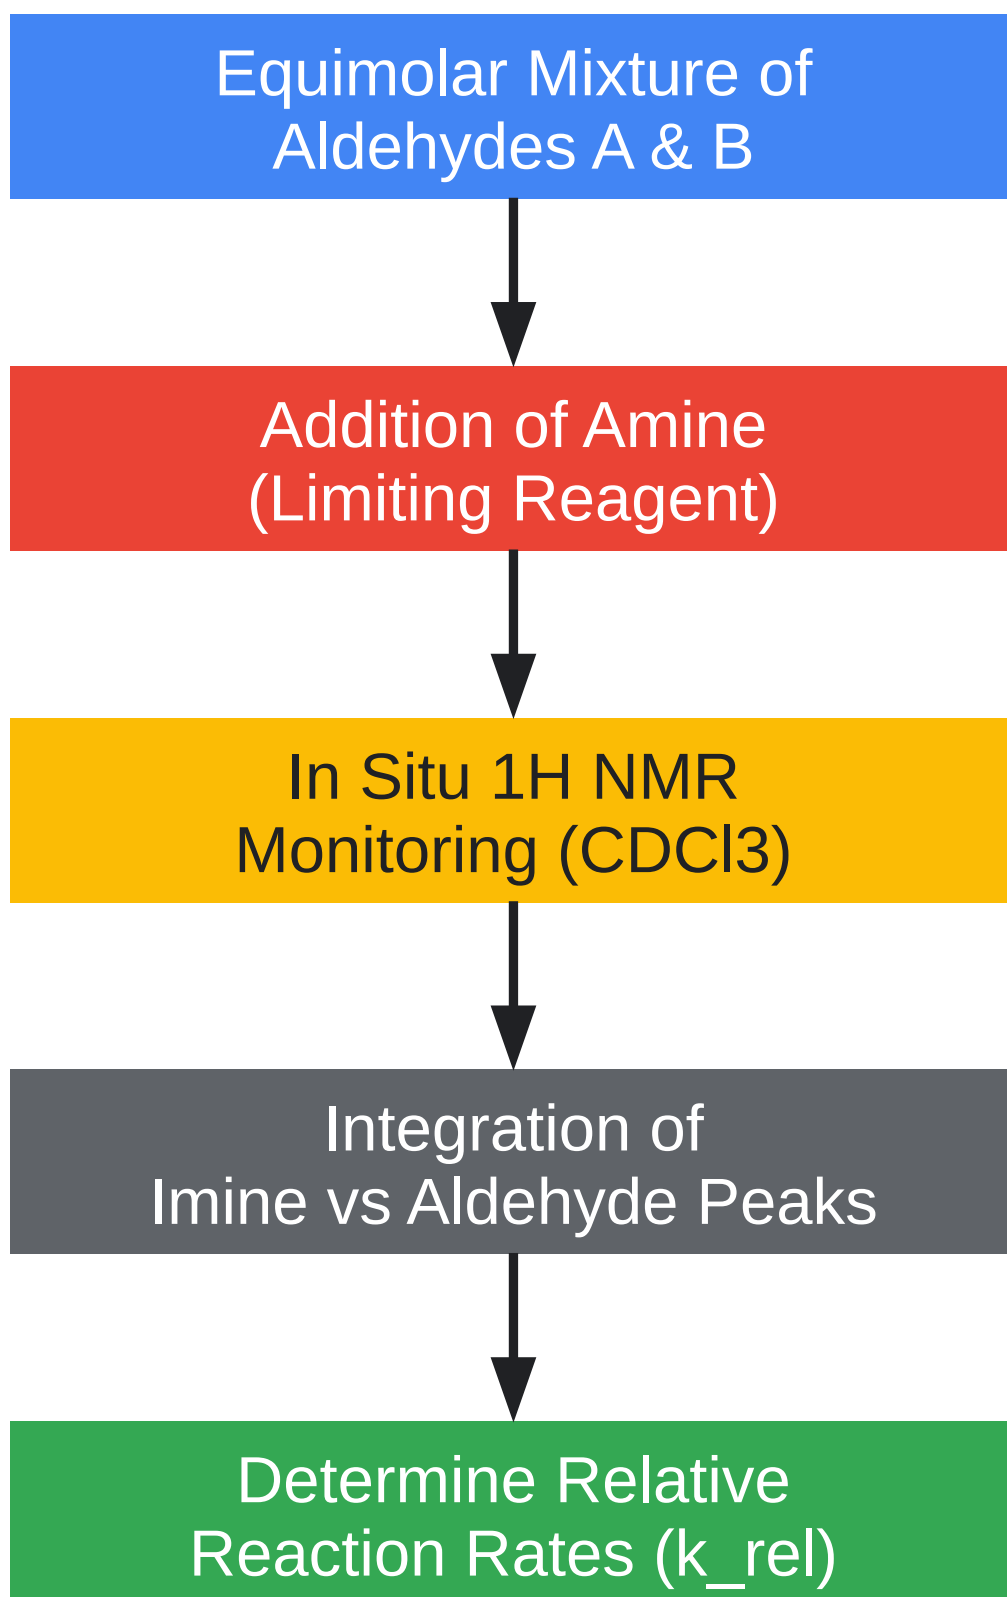 Equimolar Mixture of
Aldehydes A & B
Addition of Amine
(Limiting Reagent)
In Situ 1H NMR
Monitoring (CDCl3)
Integration of
Imine vs Aldehyde Peaks
Determine Relative
Reaction Rates (k_rel)